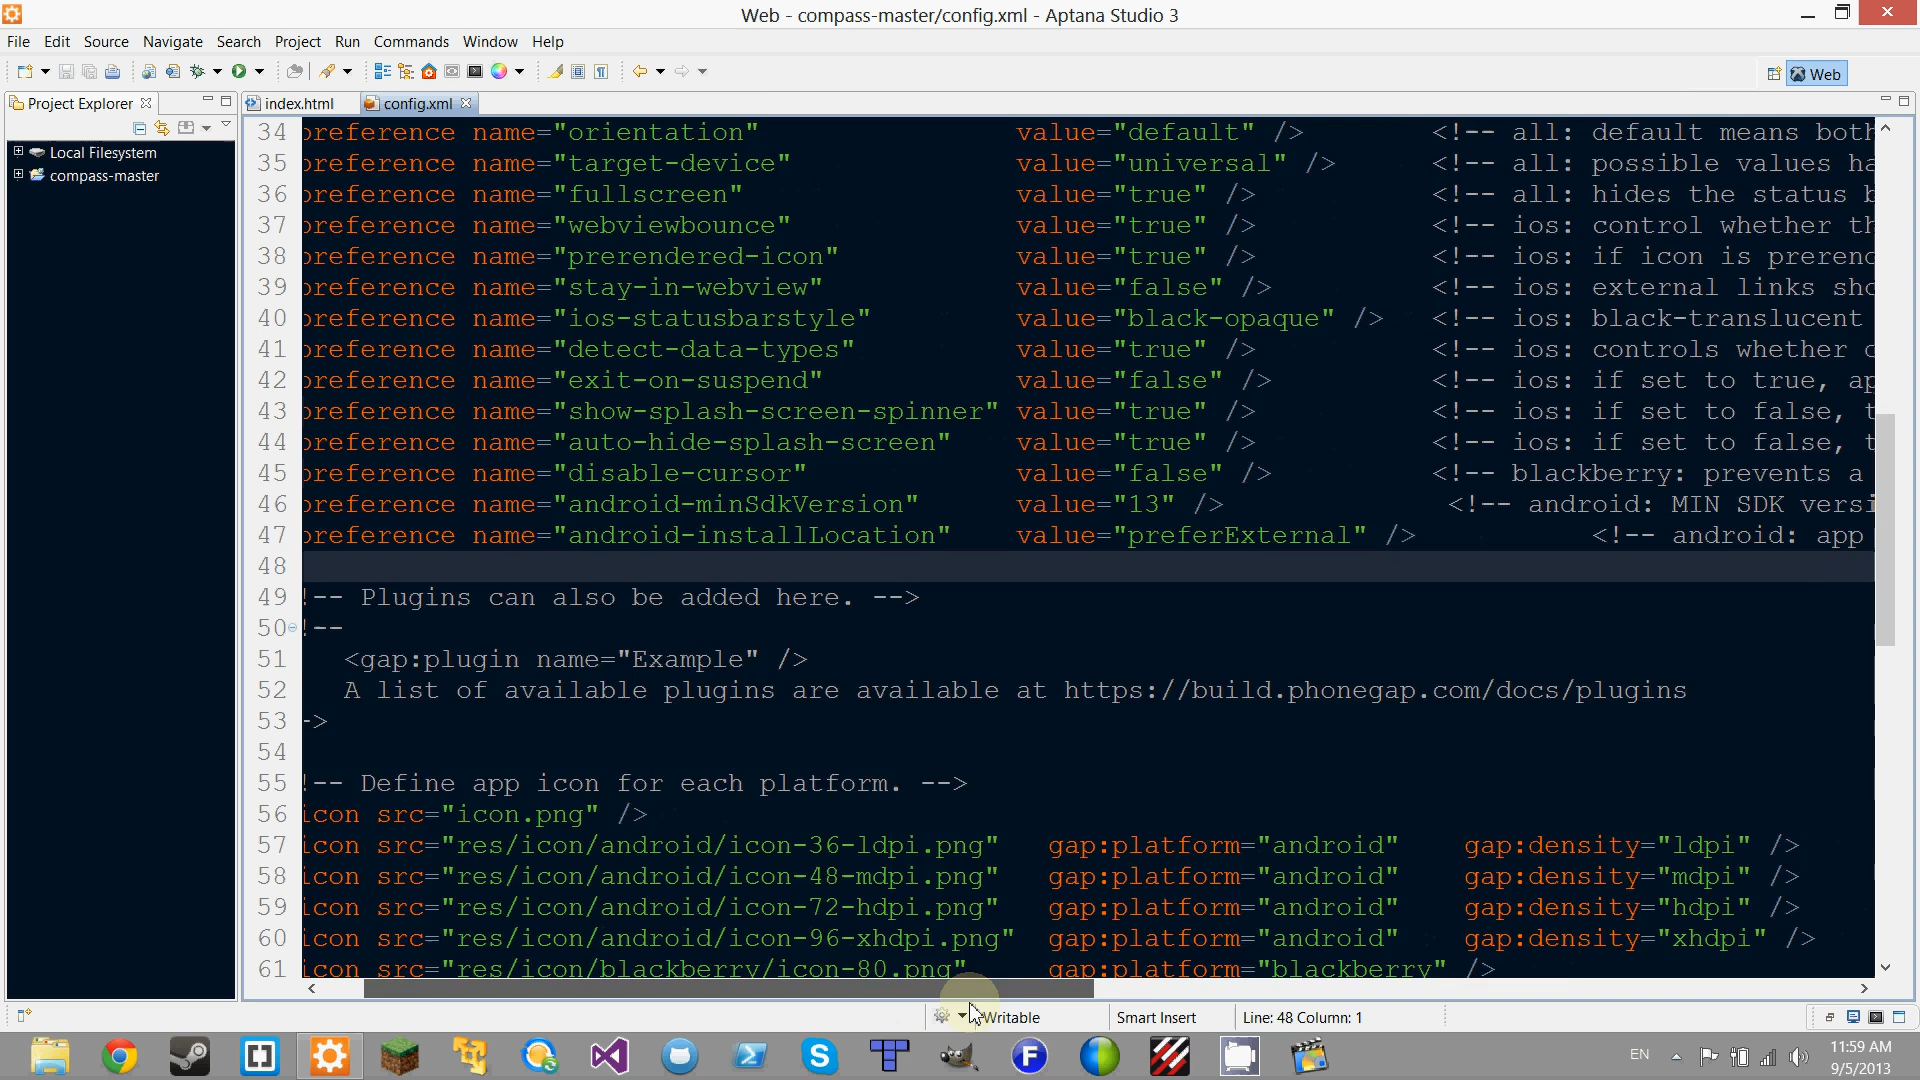 Web - compass-master/config.xml - Aptana Studio 3
File Edit Source Navigate Search Project Run Commands Window Help
Web
Project Explorer
index.html
config.xml
Local Filesystem
compass-master
34 preference name="orientation" value="default" /> <!-- all: default means both
35 preference name="target-device" value="universal" /> <!-- all: possible values ha
36 preference name="fullscreen" value="true" /> <!-- all: hides the status b
37 preference name="webviewbounce" value="true" /> <!-- ios: control whether th
38 preference name="prerendered-icon" value="true" /> <!-- ios: if icon is prerend
39 preference name="stay-in-webview" value="false" /> <!-- ios: external links sho
40 preference name="ios-statusbarstyle" value="black-opaque" /> <!-- ios: black-translucent
41 preference name="detect-data-types" value="true" /> <!-- ios: controls whether
42 preference name="exit-on-suspend" value="false" /> <!-- ios: if set to true, ap
43 preference name="show-splash-screen-spinner" value="true" /> <!-- ios: if set to false, t
44 preference name="auto-hide-splash-screen" value="true" /> <!-- ios: if set to false, t
45 preference name="disable-cursor" value="false" /> <!-- blackberry: prevents a
46 preference name="android-minSdkVersion" value="13" /> <!-- android: MIN SDK versi
47 preference name="android-installLocation" value="preferExternal" /> <!-- android: app
48
49 !-- Plugins can also be added here. -->
50 !--
51 <gap:plugin name="Example" />
52 A list of available plugins are available at https://build.phonegap.com/docs/plugins
53 ->
54
55 !-- Define app icon for each platform. -->
56 icon src="icon.png" />
57 icon src="res/icon/android/icon-36-ldpi.png" gap:platform="android" gap:density="ldpi" />
58 icon src="res/icon/android/icon-48-mdpi.png" gap:platform="android" gap:density="mdpi" />
59 icon src="res/icon/android/icon-72-hdpi.png" gap:platform="android" gap:density="hdpi" />
60 icon src="res/icon/android/icon-96-xhdpi.png" gap:platform="android" gap:density="xhdpi" />
61 icon src="res/icon/blackberry/icon-80.png" gap:platform="blackberry" />
Writable Smart Insert Line: 48 Column: 1
EN
11:59 AM
9/5/2013